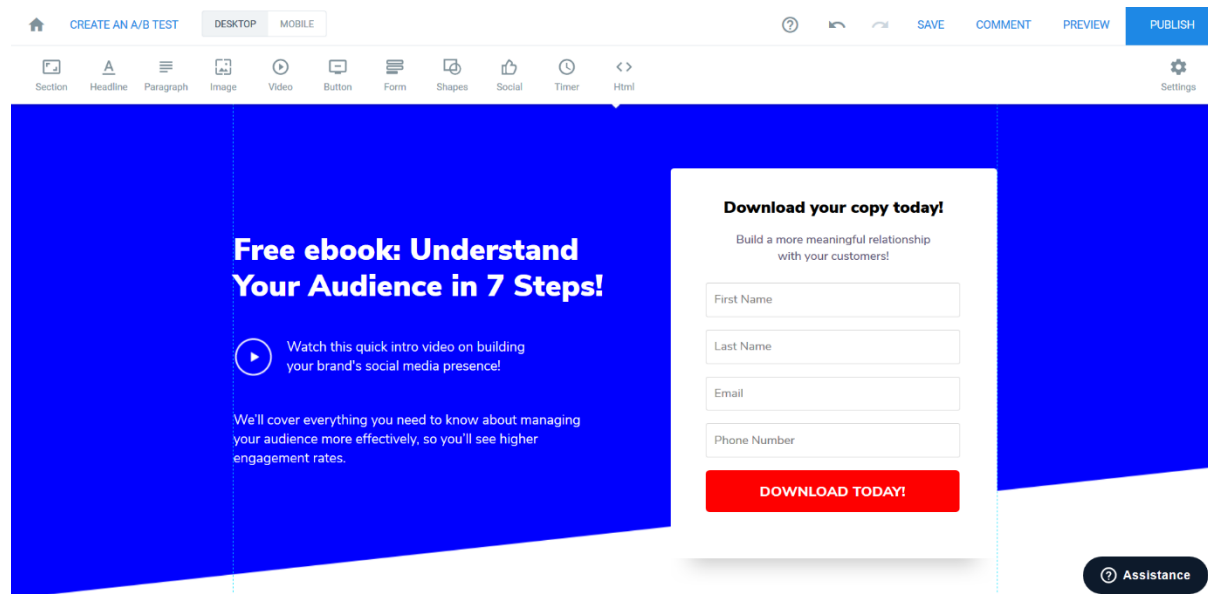 CREATE AN A/B TEST
DESKTOP
MOBILE
SAVE
COMMENT
PREVIEW
PUBLISH
Section
Headline
Paragraph
Image
Video
Button
Form
Shapes
Social
Timer
Html
Settings
Free ebook: Understand
Your Audience in 7 Steps!
Watch this quick intro video on building
your brand's social media presence!
We'll cover everything you need to know about managing
your audience more effectively, so you'll see higher
engagement rates.
Download your copy today!
Build a more meaningful relationship
with your customers!
First Name
Last Name
Email
Phone Number
DOWNLOAD TODAY!
Assistance